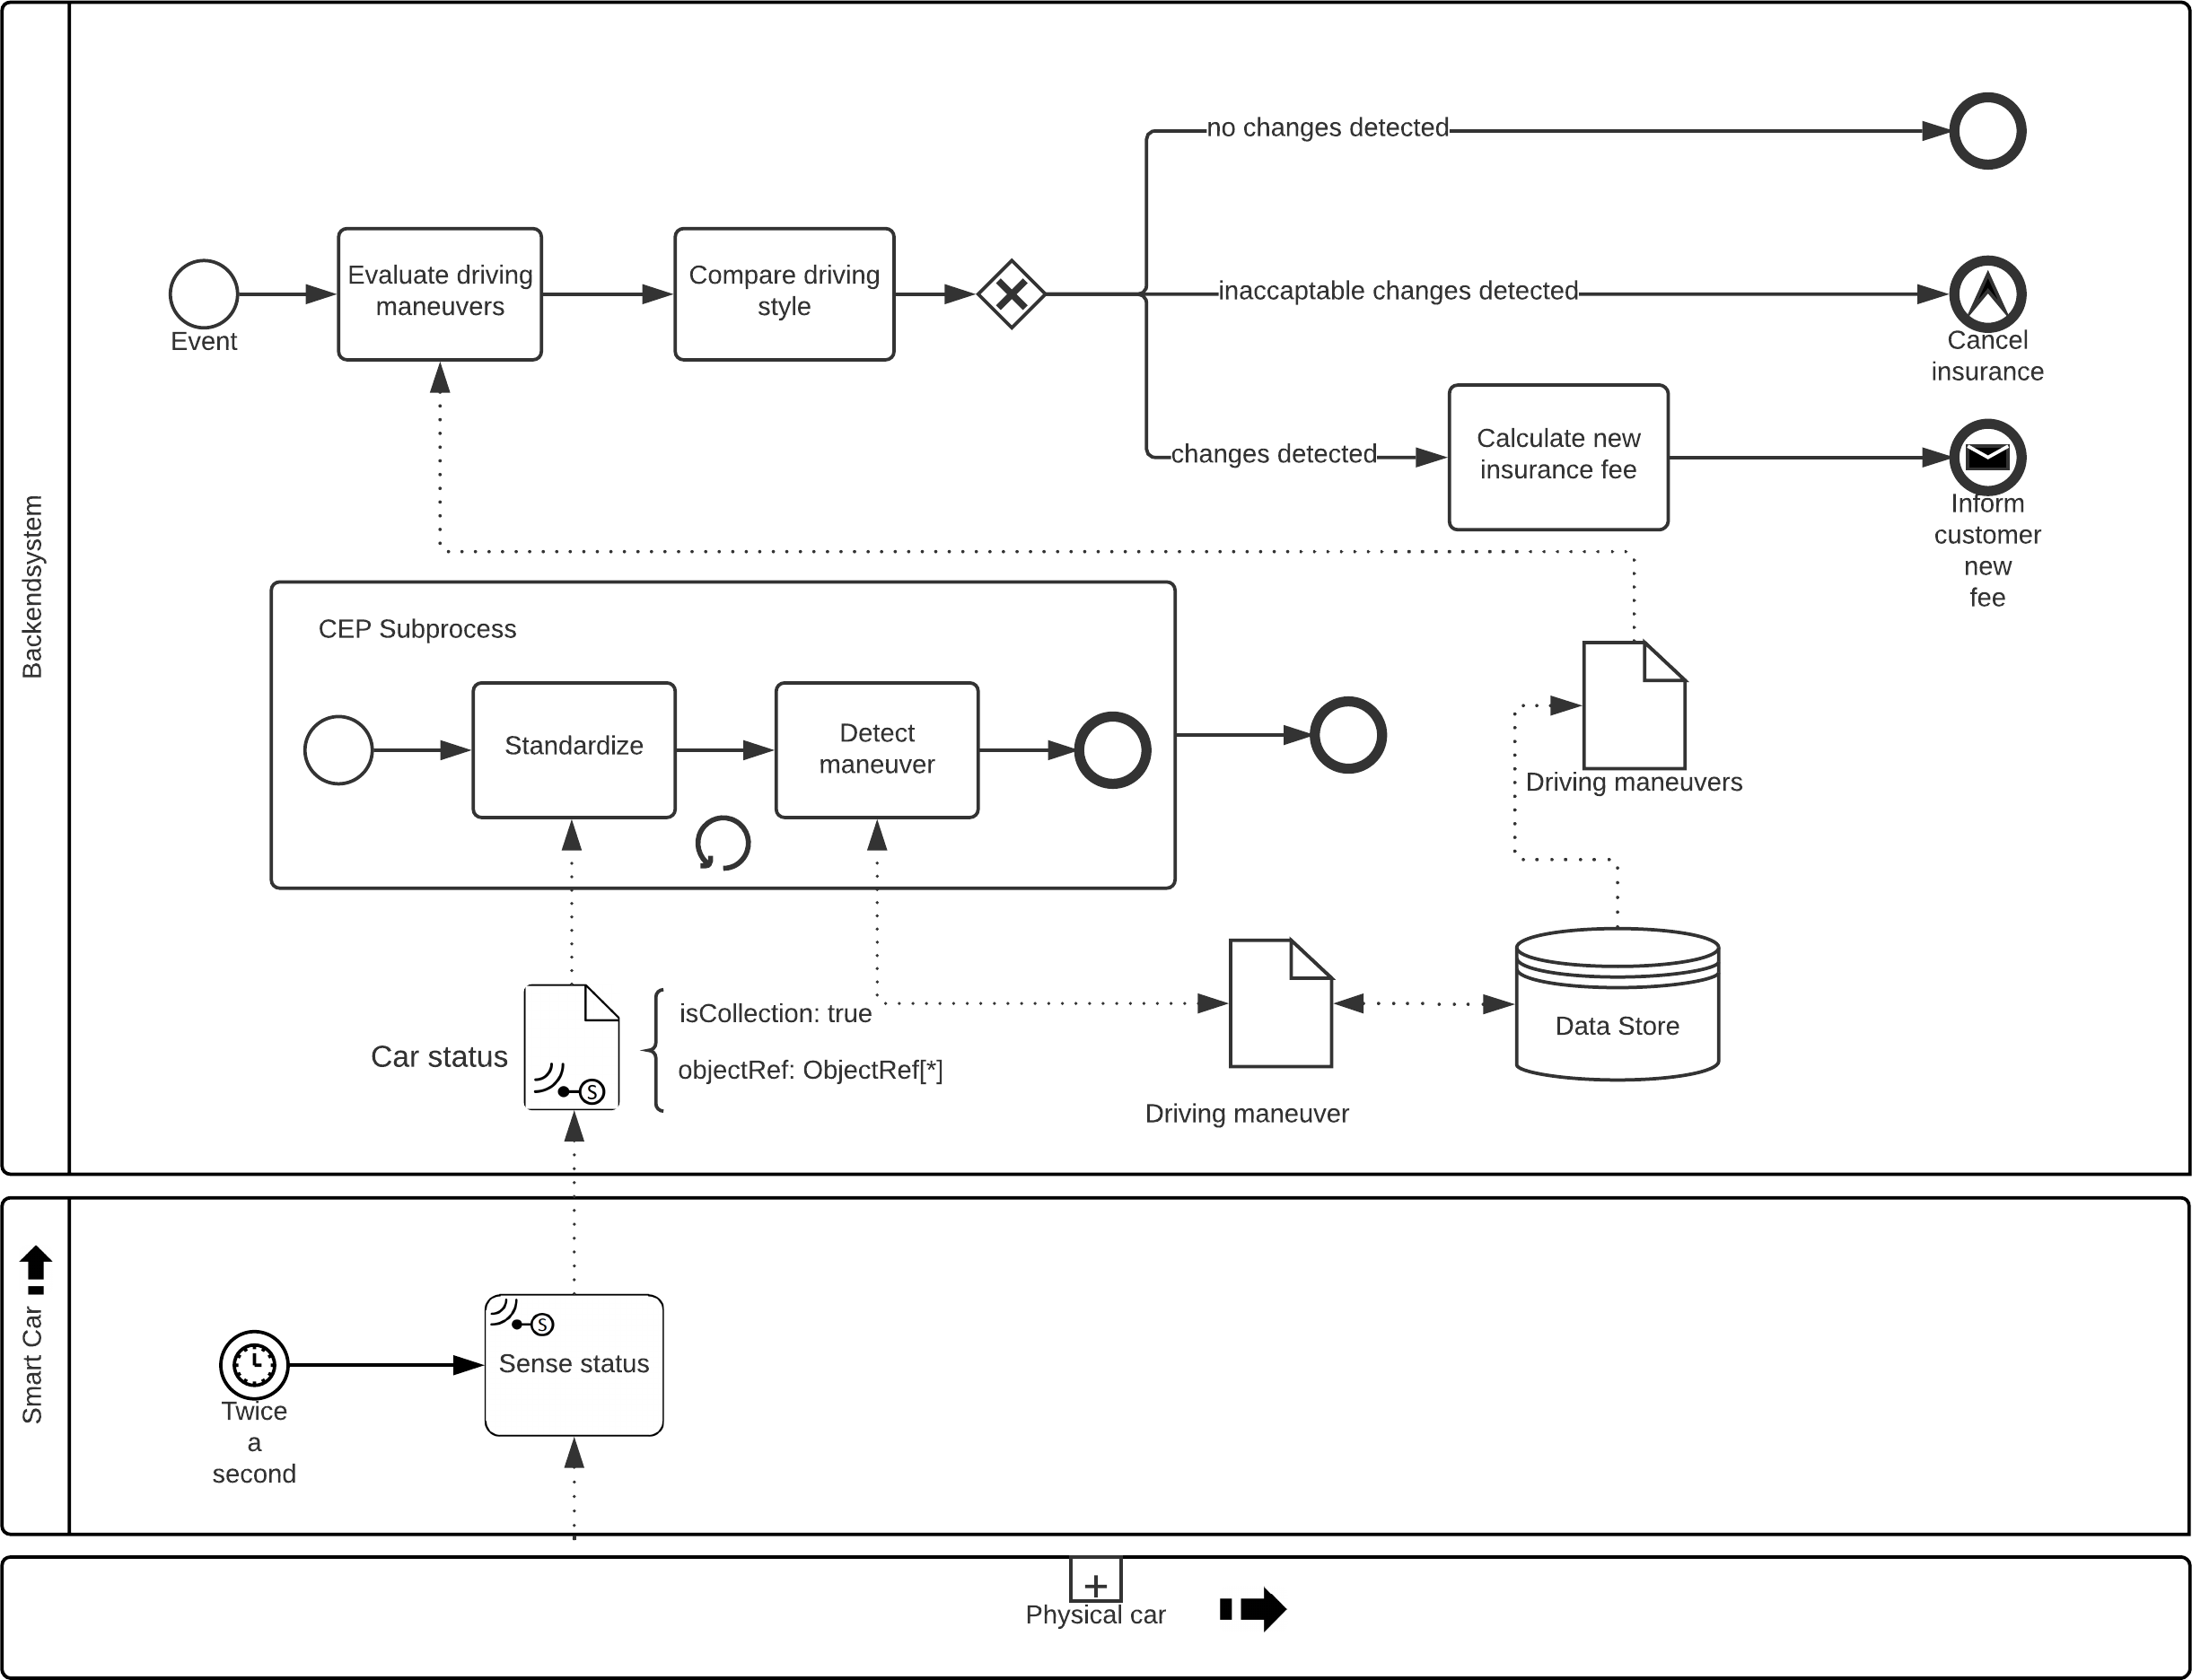 Backendsystem
no changes detected
Evaluate driving
maneuvers
Compare driving
style
Event
inaccaptable changes detected
Cancel
insurance
changes detected
Calculate new
insurance fee
Inform
customer
new
fee
CEP Subprocess
Standardize
Detect
maneuver
Driving maneuvers
Car status
S
isCollection: true
objectRef: ObjectRef[*]
Driving maneuver
Data Store
Smart Car
S
Sense status
Twice
a
second
Physical car